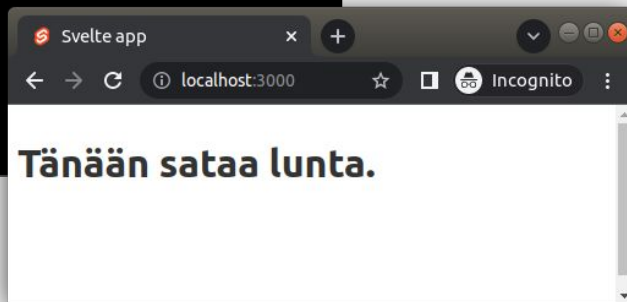 Svelte app
localhost:3000
Incognito
Tänään sataa lunta.